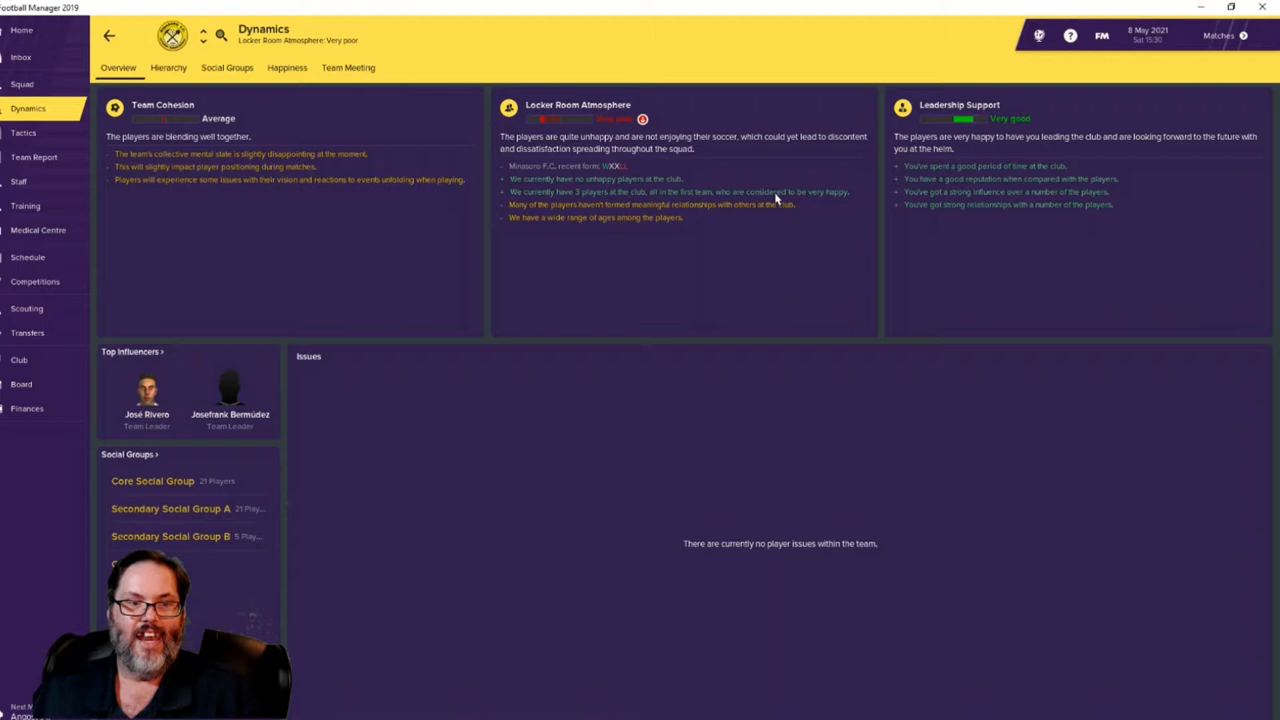 Football Manager 2019
Home
Inbox
Squad
Dynamics
Tactics
Team Report
Staff
Training
Medical Centre
Schedule
Competitions
Scouting
Transfers
Club
Board
Finances
Dynamics
Locker Room Atmosphere: Very poor
FM
8 May 2021
Sat 15:30
Matches
Overview
Hierarchy
Social Groups
Happiness
Team Meeting
Team Cohesion
Average
The players are blending well together.
- The team's collective mental state is slightly disappointing at the moment.
- This will slightly impact player positioning during matches.
- Players will experience some issues with their vision and reactions to events unfolding when playing.
Locker Room Atmosphere
Very poor
The players are quite unhappy and are not enjoying their soccer, which could yet lead to discontent
and dissatisfaction spreading throughout the squad.
- Minasoro F.C. recent form: WXXLL
+ We currently have no unhappy players at the club.
+ We currently have 3 players at the club, all in the first team, who are considered to be very happy.
- Many of the players haven't formed meaningful relationships with others at the club.
- We have a wide range of ages among the players.
Leadership Support
Very good
The players are very happy to have you leading the club and are looking forward to the future with
you at the helm.
+ You've spent a good period of time at the club.
+ You have a good reputation when compared with the players.
+ You've got a strong influence over a number of the players.
+ You've got strong relationships with a number of the players.
Top Influencers >
José Rivero
Team Leader
Josefrank Bermúdez
Team Leader
Social Groups >
Core Social Group 21 Players
Secondary Social Group A 21 Play...
Secondary Social Group B 5 Play...
Issues
There are currently no player issues within the team.
Next M